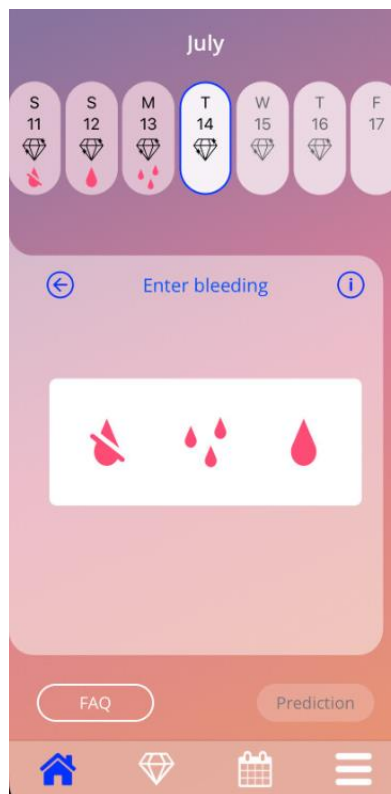 July
S S M T W T F
11 12 13 14 15 16 17
Enter bleeding
i
FAQ
Prediction